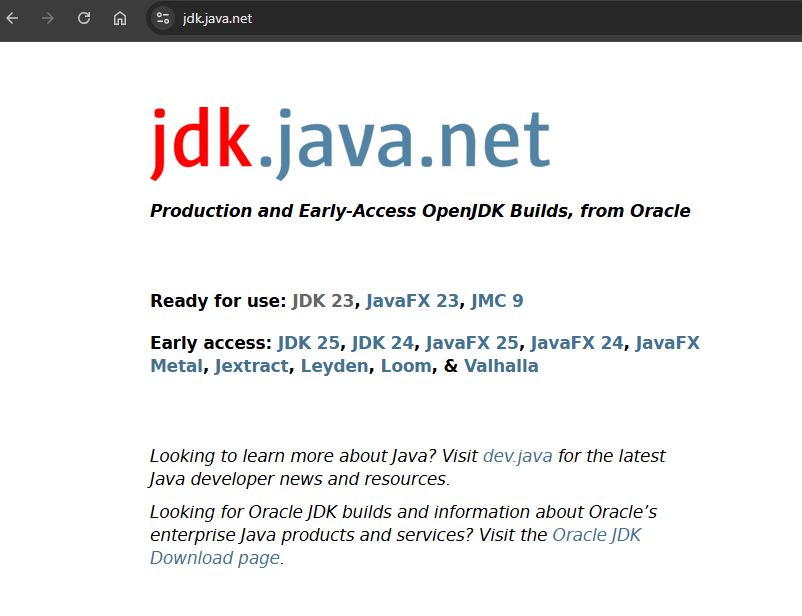 jdk.java.net
jdk.java.net
Production and Early-Access OpenJDK Builds, from Oracle
Ready for use: JDK 23, JavaFX 23, JMC 9
Early access: JDK 25, JDK 24, JavaFX 25, JavaFX 24, JavaFX
Metal, Jextract, Leyden, Loom, & Valhalla
Looking to learn more about Java? Visit dev.java for the latest
Java developer news and resources.
Looking for Oracle JDK builds and information about Oracle’s
enterprise Java products and services? Visit the Oracle JDK
Download page.